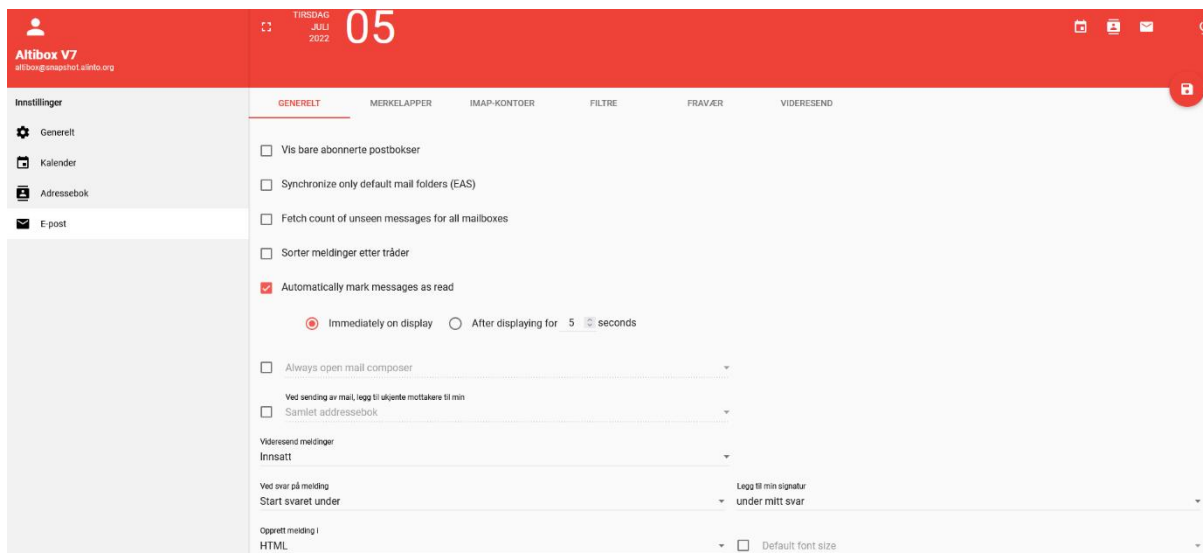 TIRSDAG
JULI
2022
05
Altibox V7
altibox@snapshot.alinto.org
Innstillinger
Generelt
Kalender
Adressebok
E-post
GENERELT MERKELAPPER IMAP-KONTOER FILTRE FRAVÆR VIDERESEND
Vis bare abonnerte postbokser
Synchronize only default mail folders (EAS)
Fetch count of unseen messages for all mailboxes
Sorter meldinger etter tråder
Automatically mark messages as read
Immediately on display After displaying for 5 seconds
Always open mail composer
Ved sending av mail, legg til ukjente mottakere til min
Samlet addressebok
Videresend meldinger
Innsatt
Ved svar på melding Legg til min signatur
Start svaret under under mitt svar
Opprett melding i
HTML Default font size